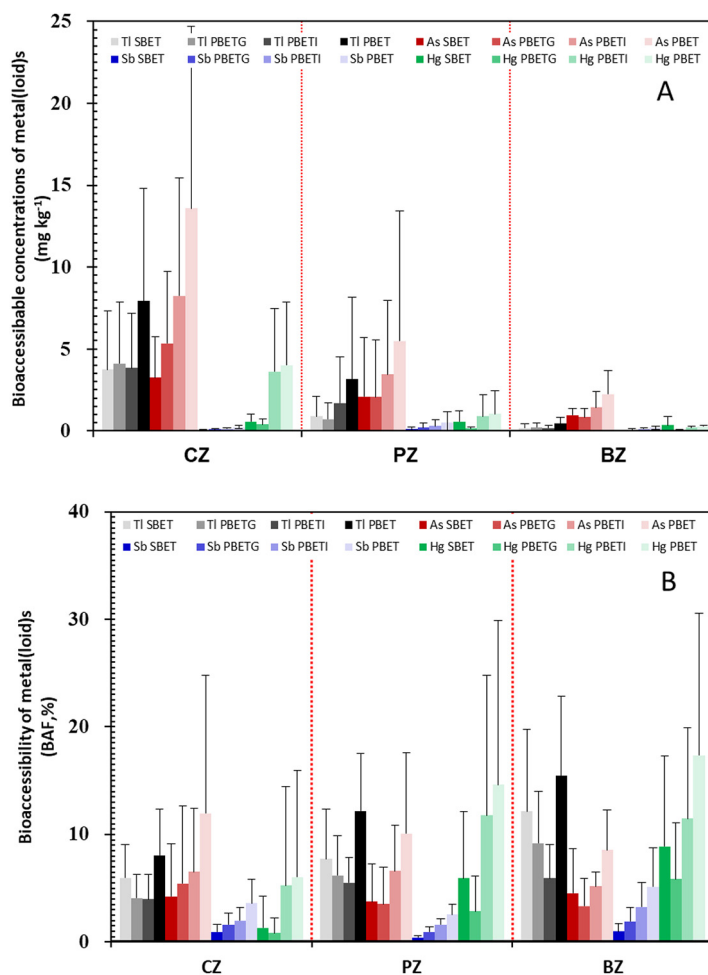 Tl SBET Tl PBETG Tl PBETI Tl PBET As SBET As PBETG As PBETI As PBET
Sb SBET Sb PBETG Sb PBETI Sb PBET Hg SBET Hg PBETG Hg PBETI Hg PBET
A
25
20
15
10
5
0
Bioaccessibable concentrations of metal(loid)s
(mg kg⁻¹)
CZ PZ BZ
Tl SBET Tl PBETG Tl PBETI Tl PBET As SBET As PBETG As PBETI As PBET
Sb SBET Sb PBETG Sb PBETI Sb PBET Hg SBET Hg PBETG Hg PBETI Hg PBET
B
40
30
20
10
0
Bioaccessibility of metal(loid)s
(BAF,%)
CZ PZ BZ